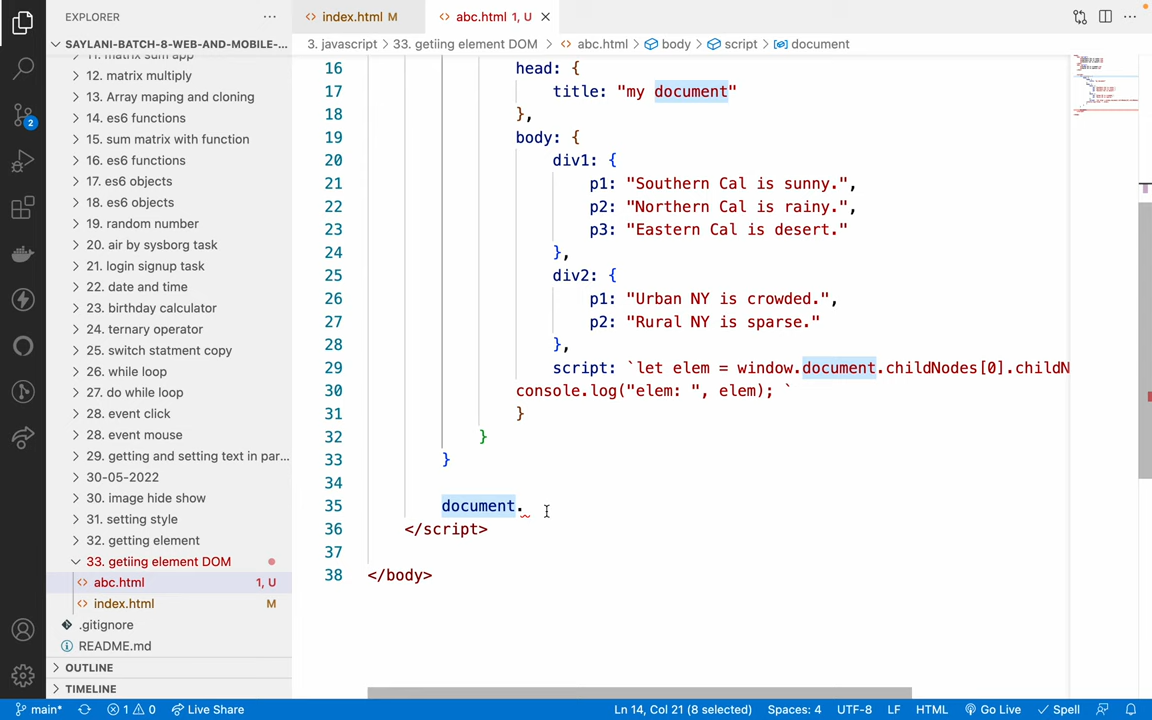 EXPLORER
index.html M
abc.html 1, U
SAYLANI-BATCH-8-WEB-AND-MOBILE-...
3. javascript > 33. getiing element DOM > abc.html > body > script > document
11. matrix sum app
12. matrix multiply
13. Array maping and cloning
14. es6 functions
15. sum matrix with function
16. es6 functions
17. es6 objects
18. es6 objects
19. random number
20. air by sysborg task
21. login signup task
22. date and time
23. birthday calculator
24. ternary operator
25. switch statment copy
26. while loop
27. do while loop
28. event click
28. event mouse
29. getting and setting text in par...
30-05-2022
30. image hide show
31. setting style
32. getting element
33. getiing element DOM
abc.html 1, U
index.html M
.gitignore
README.md
OUTLINE
TIMELINE
2
16 head: {
17 title: "my document"
18 },
19 body: {
20 div1: {
21 p1: "Southern Cal is sunny.",
22 p2: "Northern Cal is rainy.",
23 p3: "Eastern Cal is desert."
24 },
25 div2: {
26 p1: "Urban NY is crowded.",
27 p2: "Rural NY is sparse."
28 },
29 script: `let elem = window.document.childNodes[0].childN
30 console.log("elem: ", elem); `
31 }
32 }
33 }
34
35 document.
36 </script>
37
38 </body>
main* 1 0 Live Share Ln 14, Col 21 (8 selected) Spaces: 4 UTF-8 LF HTML Go Live Spell